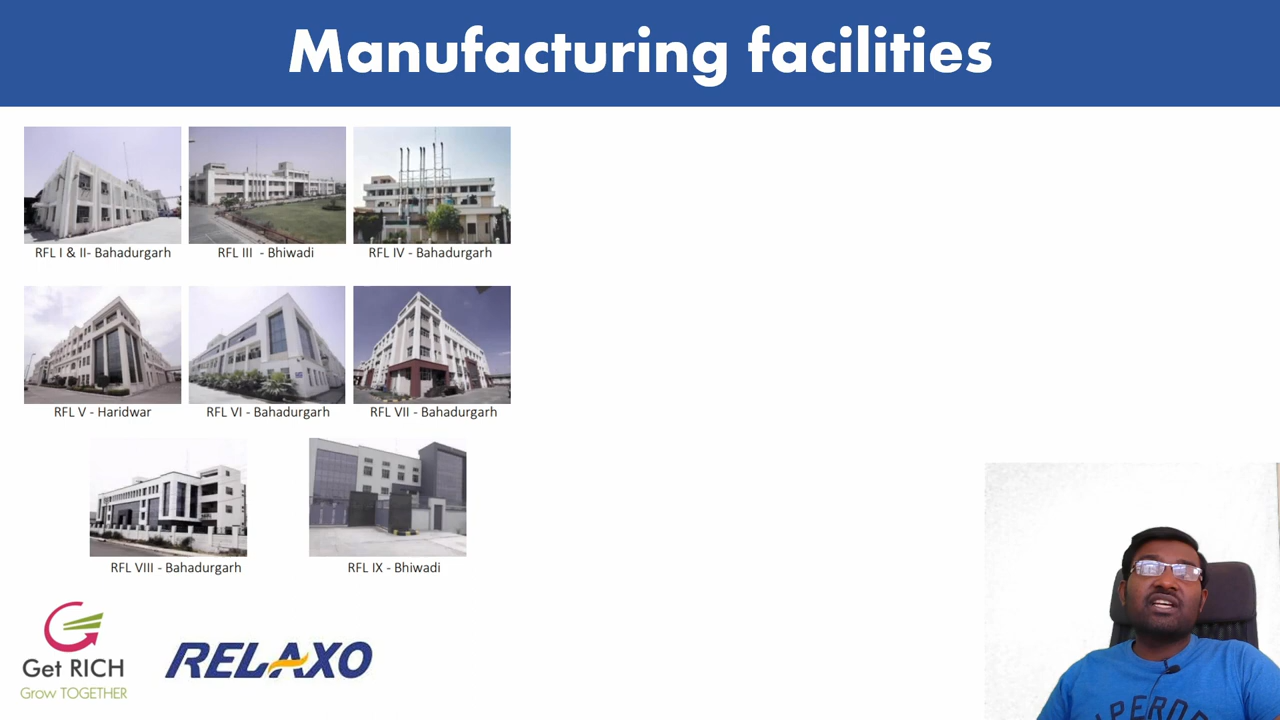 Manufacturing facilities
RFL I & II- Bahadurgarh
RFL III - Bhiwadi
RFL IV - Bahadurgarh
RFL V - Haridwar
RFL VI - Bahadurgarh
RFL VII - Bahadurgarh
RFL VIII - Bahadurgarh
RFL IX - Bhiwadi
Get RICH
Grow TOGETHER
RELAXO